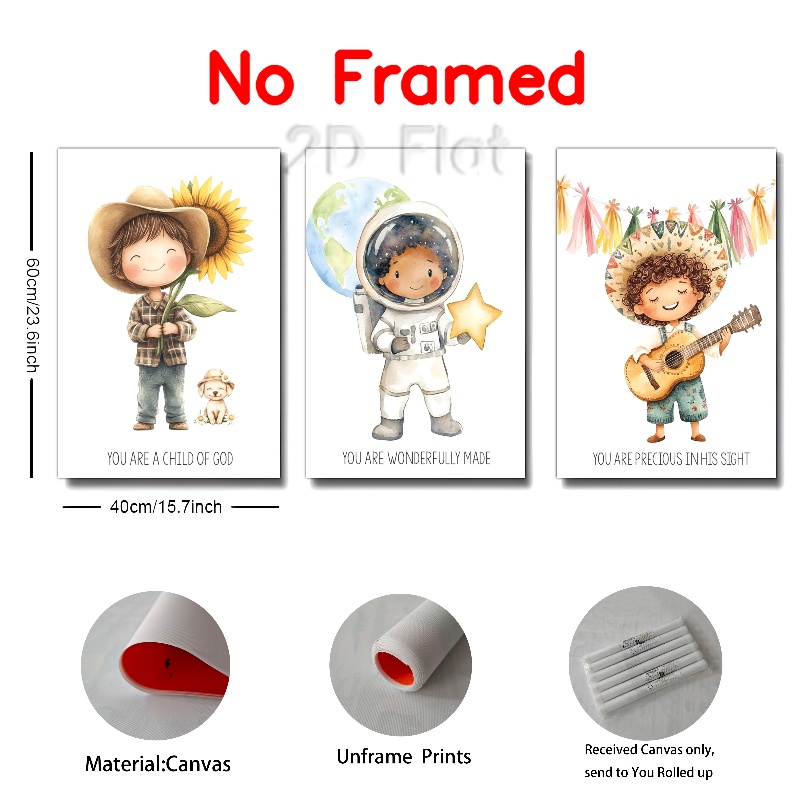 No Framed
2D Flat
60cm/23.6inch
YOU ARE A CHILD OF GOD
YOU ARE WONDERFULLY MADE
YOU ARE PRECIOUS IN HIS SIGHT
40cm/15.7inch
Material:Canvas
Unframe Prints
Received Canvas only,
send to You Rolled up